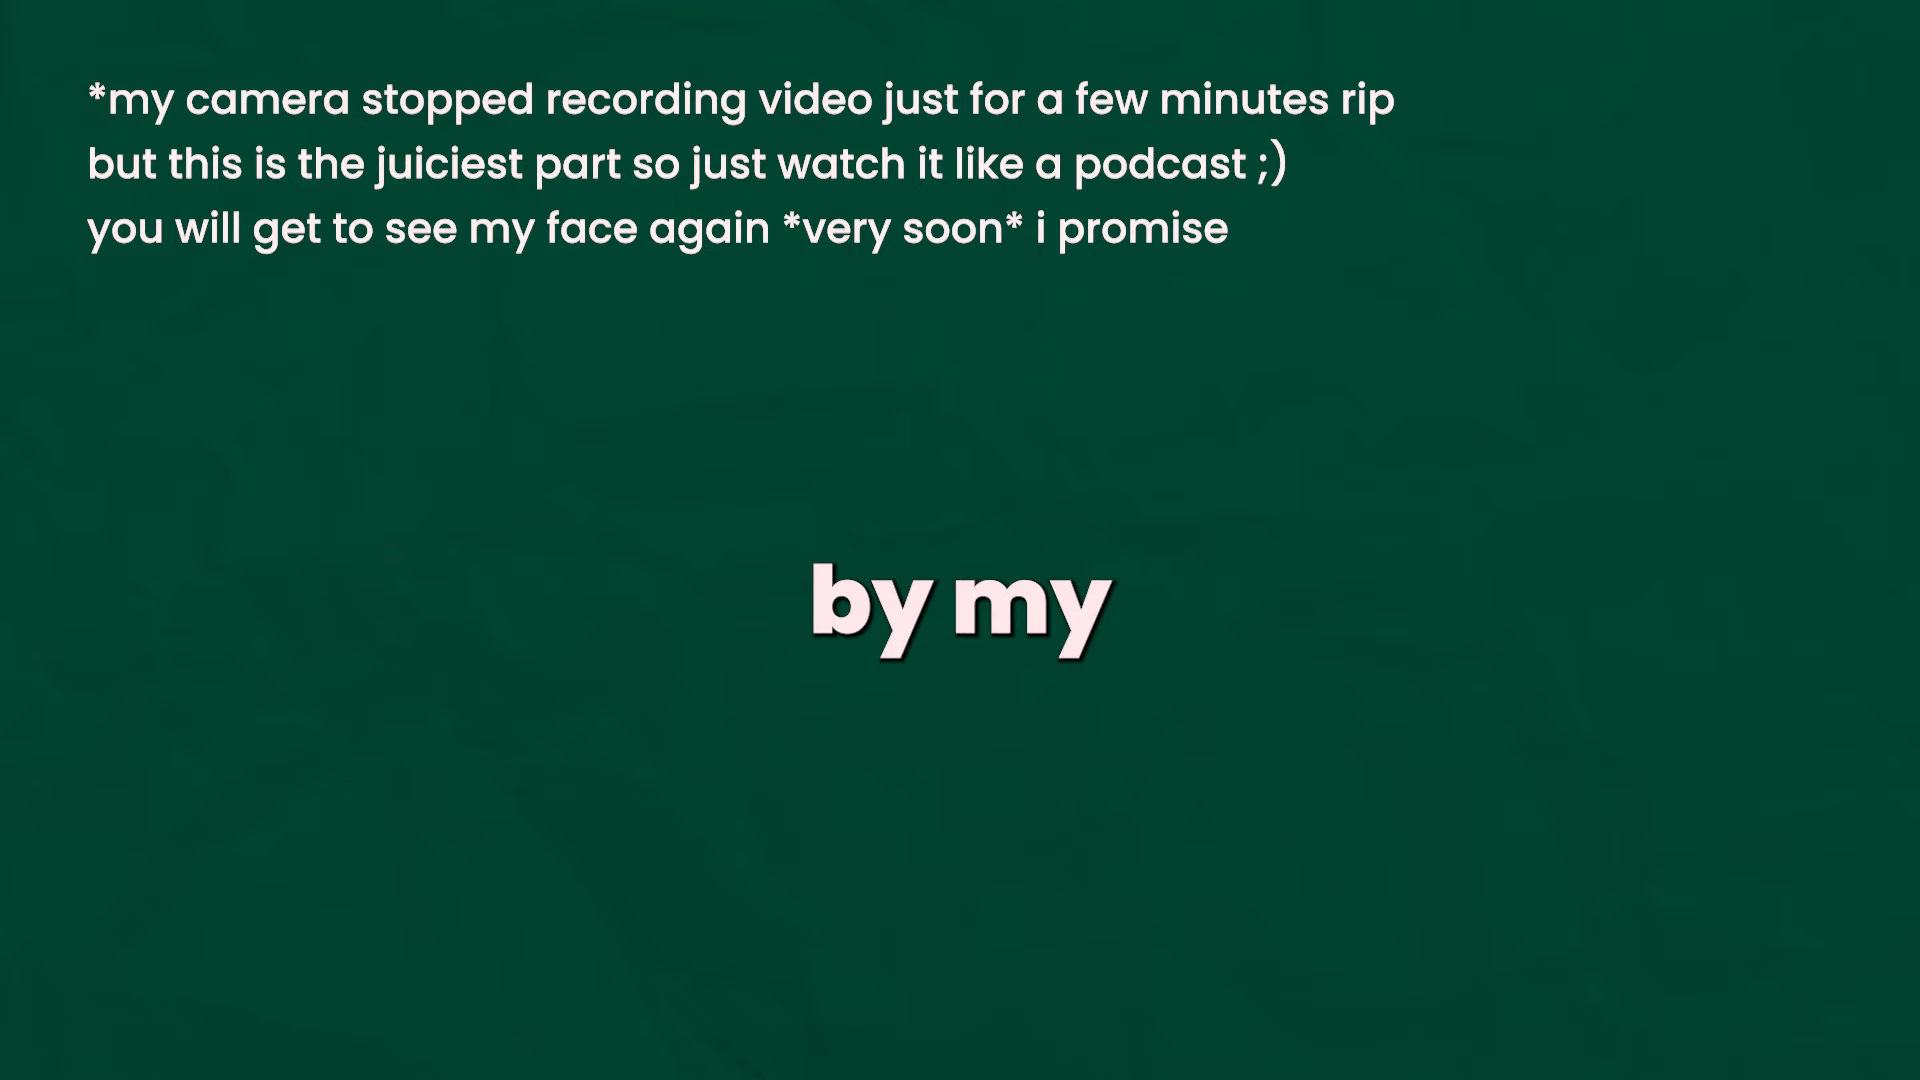 *my camera stopped recording video just for a few minutes rip
but this is the juiciest part so just watch it like a podcast ;)
you will get to see my face again *very soon* i promise
by my